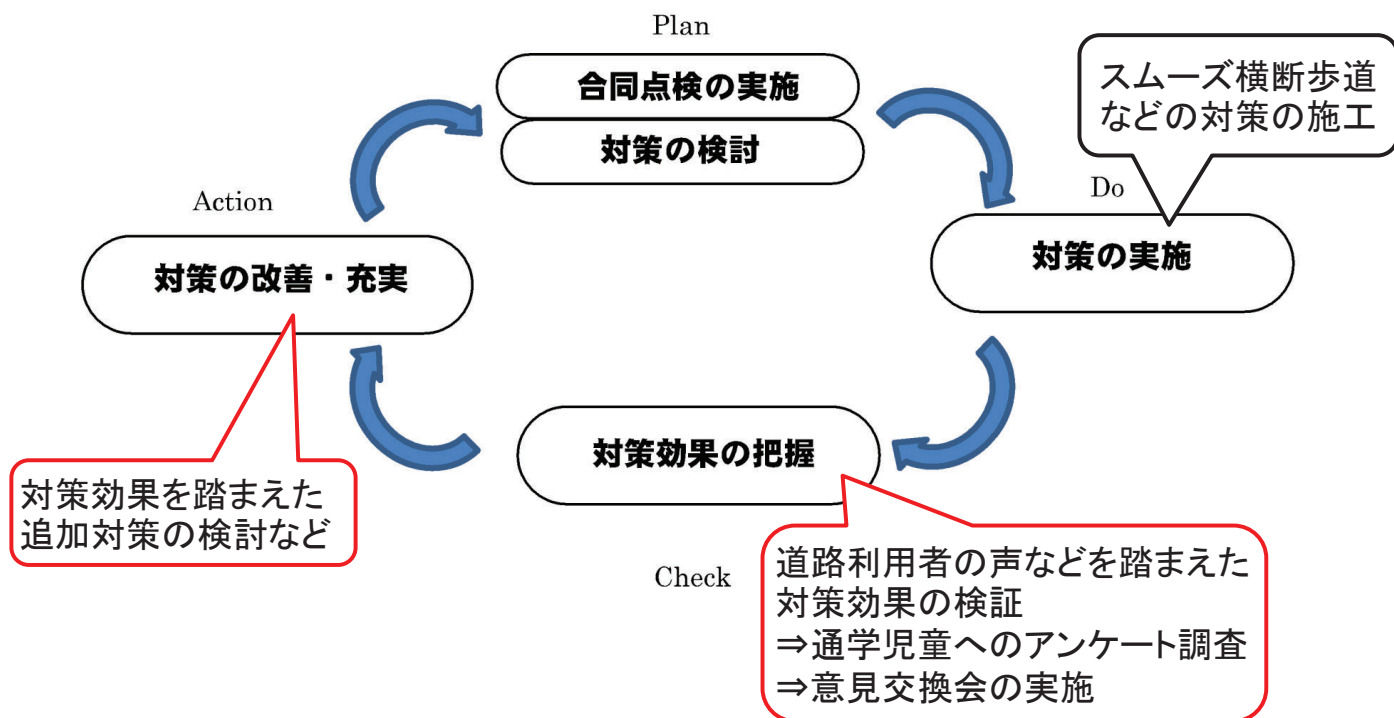 Plan
合同点検の実施
対策の検討
スムーズ横断歩道
などの対策の施工
Do
対策の実施
Action
対策の改善・充実
対策効果を踏まえた
追加対策の検討など
対策効果の把握
Check
道路利用者の声などを踏まえた
対策効果の検証
⇒通学児童へのアンケート調査
⇒意見交換会の実施